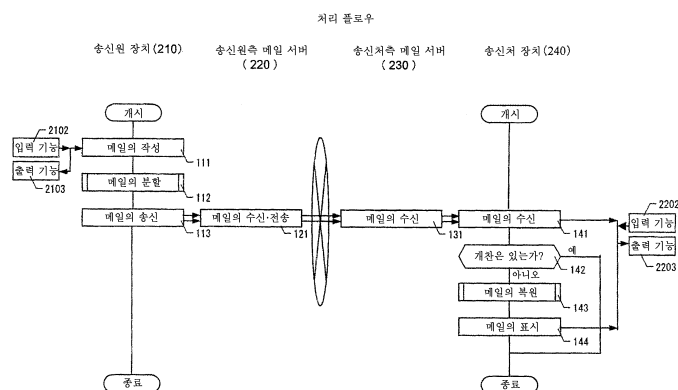 처리 플로우
송신원 장치(210)
송신원측 메일 서버
(220)
송신처측 메일 서버
(230)
송신처 장치(240)
개시
개시
2102
입력 기능
메일의 작성
111
출력 기능
2103
메일의 분할
112
메일의 송신
113
메일의 수신·전송
121
메일의 수신
131
메일의 수신
141
2202
입력 기능
출력 기능
2203
개찬은 있는가?
예
142
아니오
메일의 복원
143
메일의 표시
144
종료
종료